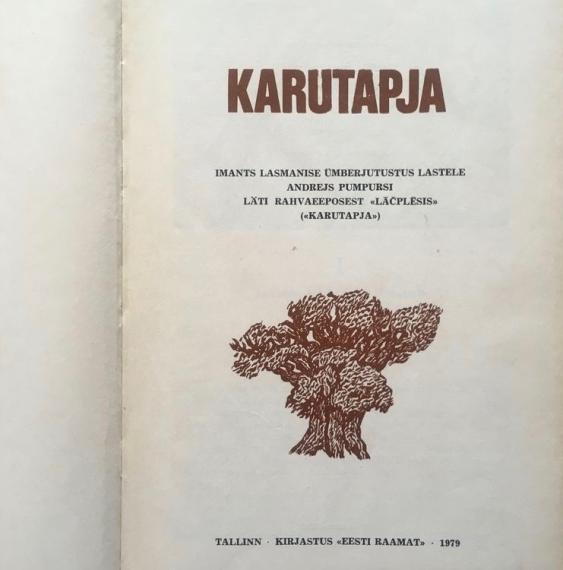 KARUTAPJA
IMANTS LASMANISE ÜMBERJUTUSTUS LASTELE
ANDREJS PUMPURSI
LÄTI RAHVAEEPOSEST «LĀČPLĒSIS»
(«KARUTAPJA»)
TALLINN · KIRJASTUS «EESTI RAAMAT» · 1979